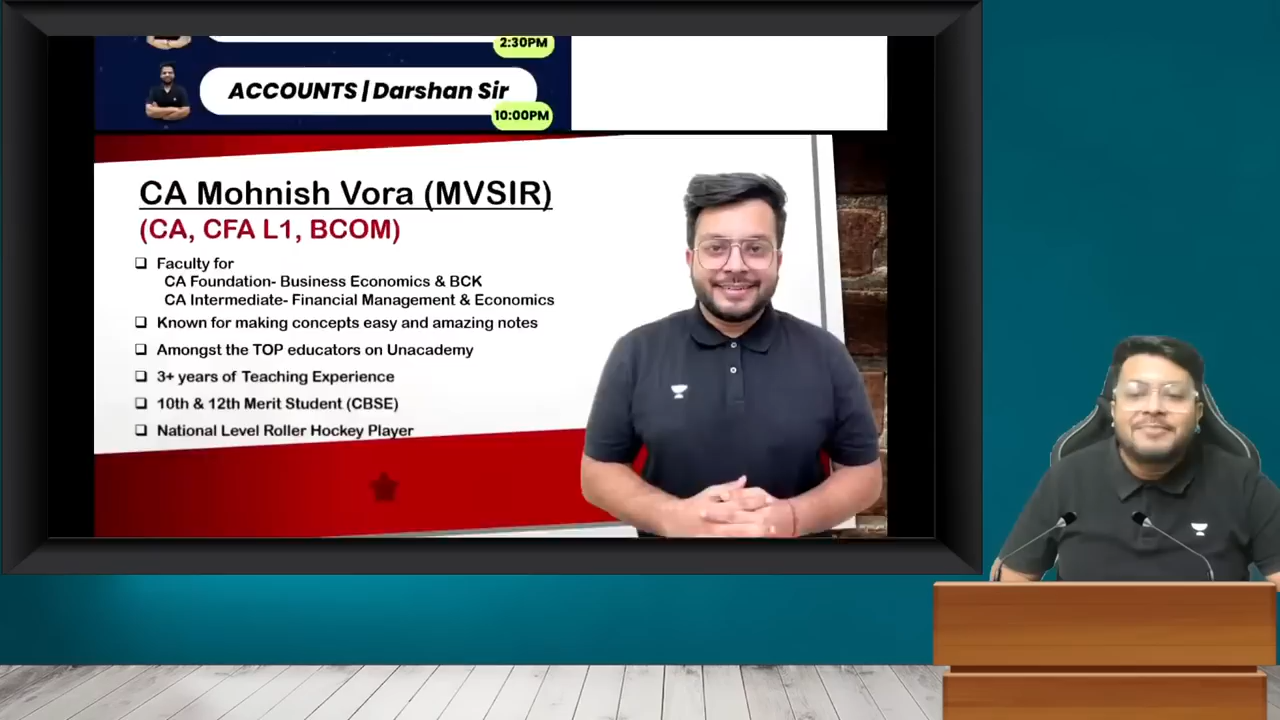 2:30PM
ACCOUNTS | Darshan Sir
10:00PM
CA Mohnish Vora (MVSIR)
(CA, CFA L1, BCOM)
❑ Faculty for
CA Foundation- Business Economics & BCK
CA Intermediate- Financial Management & Economics
❑ Known for making concepts easy and amazing notes
❑ Amongst the TOP educators on Unacademy
❑ 3+ years of Teaching Experience
❑ 10th & 12th Merit Student (CBSE)
❑ National Level Roller Hockey Player